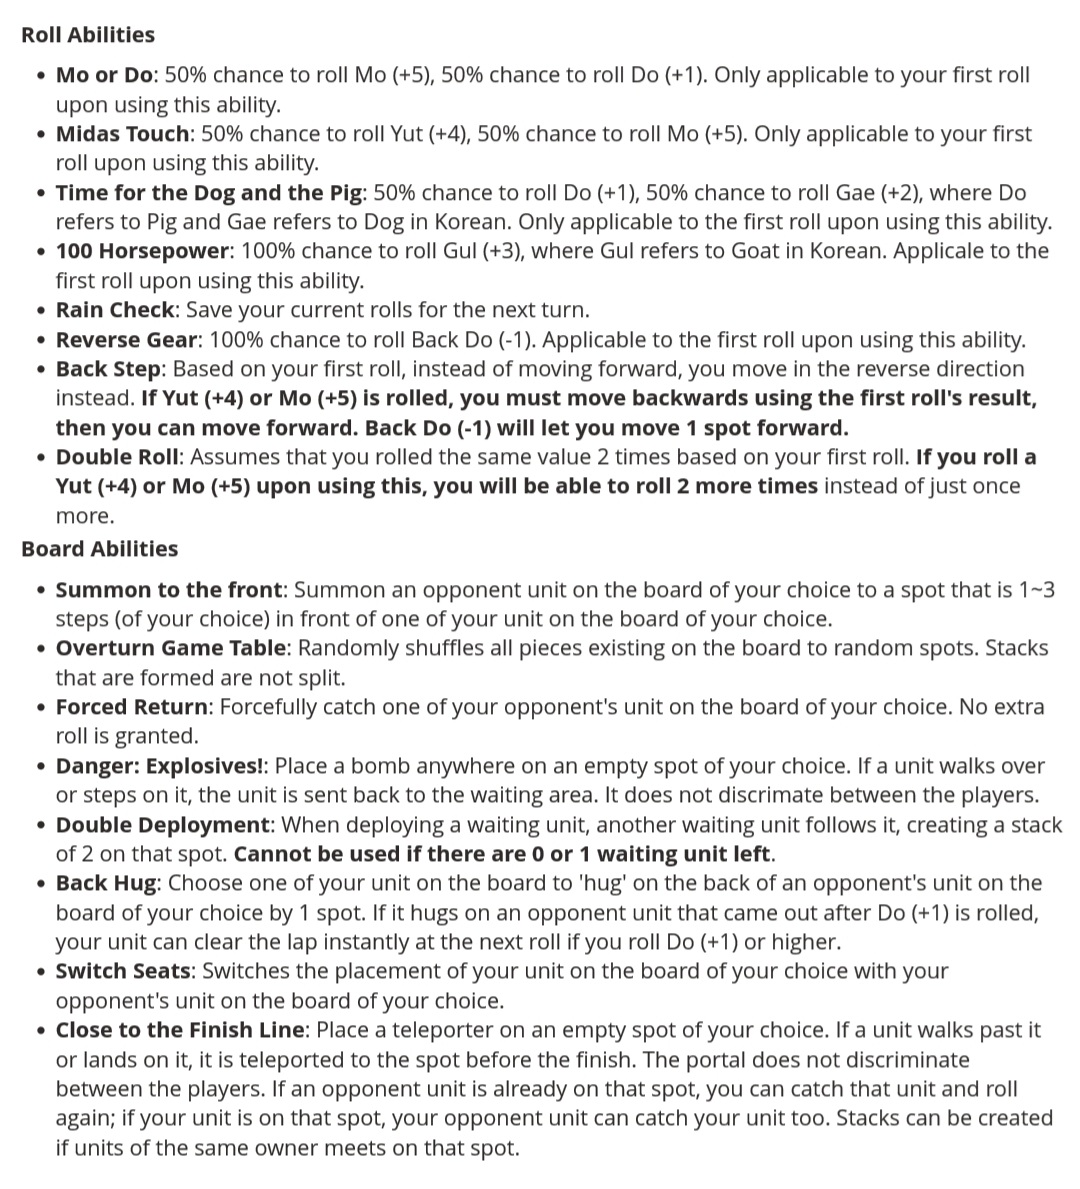 Roll Abilities
• Mo or Do: 50% chance to roll Mo (+5), 50% chance to roll Do (+1). Only applicable to your first roll
upon using this ability.
• Midas Touch: 50% chance to roll Yut (+4), 50% chance to roll Mo (+5). Only applicable to your first
roll upon using this ability.
• Time for the Dog and the Pig: 50% chance to roll Do (+1), 50% chance to roll Gae (+2), where Do
refers to Pig and Gae refers to Dog in Korean. Only applicable to the first roll upon using this ability.
• 100 Horsepower: 100% chance to roll Gul (+3), where Gul refers to Goat in Korean. Applicale to the
first roll upon using this ability.
• Rain Check: Save your current rolls for the next turn.
• Reverse Gear: 100% chance to roll Back Do (-1). Applicable to the first roll upon using this ability.
• Back Step: Based on your first roll, instead of moving forward, you move in the reverse direction
instead. If Yut (+4) or Mo (+5) is rolled, you must move backwards using the first roll's result,
then you can move forward. Back Do (-1) will let you move 1 spot forward.
• Double Roll: Assumes that you rolled the same value 2 times based on your first roll. If you roll a
Yut (+4) or Mo (+5) upon using this, you will be able to roll 2 more times instead of just once
more.
Board Abilities
• Summon to the front: Summon an opponent unit on the board of your choice to a spot that is 1~3
steps (of your choice) in front of one of your unit on the board of your choice.
• Overturn Game Table: Randomly shuffles all pieces existing on the board to random spots. Stacks
that are formed are not split.
• Forced Return: Forcefully catch one of your opponent's unit on the board of your choice. No extra
roll is granted.
• Danger: Explosives!: Place a bomb anywhere on an empty spot of your choice. If a unit walks over
or steps on it, the unit is sent back to the waiting area. It does not discrimate between the players.
• Double Deployment: When deploying a waiting unit, another waiting unit follows it, creating a stack
of 2 on that spot. Cannot be used if there are 0 or 1 waiting unit left.
• Back Hug: Choose one of your unit on the board to 'hug' on the back of an opponent's unit on the
board of your choice by 1 spot. If it hugs on an opponent unit that came out after Do (+1) is rolled,
your unit can clear the lap instantly at the next roll if you roll Do (+1) or higher.
• Switch Seats: Switches the placement of your unit on the board of your choice with your
opponent's unit on the board of your choice.
• Close to the Finish Line: Place a teleporter on an empty spot of your choice. If a unit walks past it
or lands on it, it is teleported to the spot before the finish. The portal does not discriminate
between the players. If an opponent unit is already on that spot, you can catch that unit and roll
again; if your unit is on that spot, your opponent unit can catch your unit too. Stacks can be created
if units of the same owner meets on that spot.